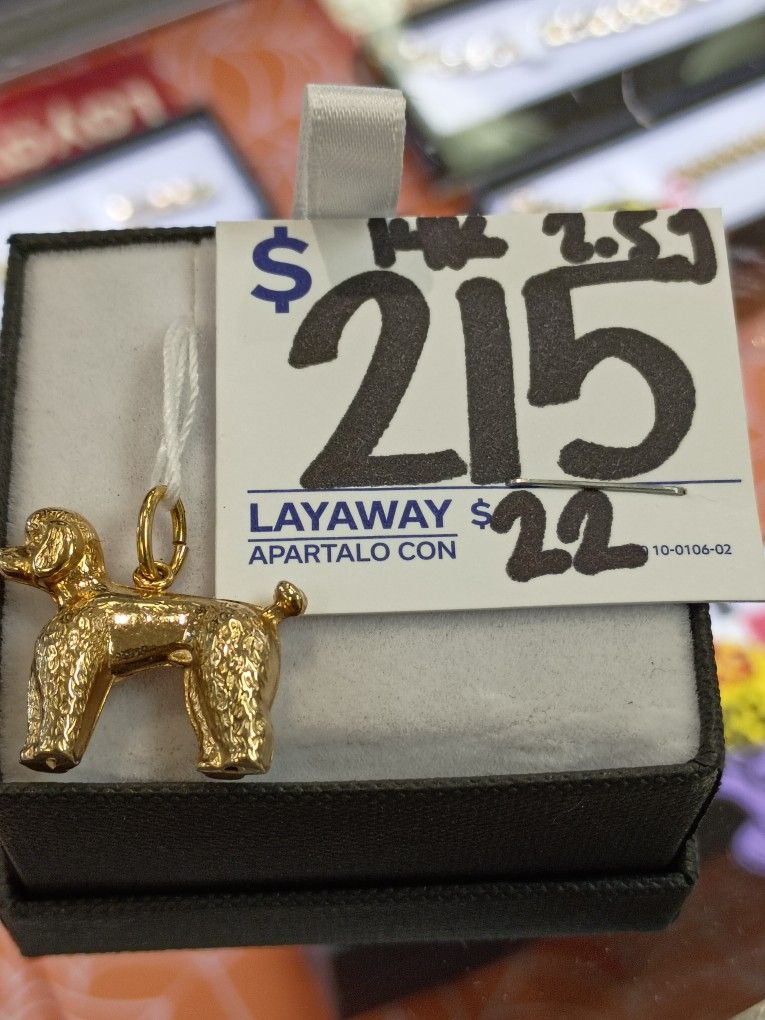 14K 2.5g
$215
LAYAWAY $22
APARTALO CON
10-0106-02